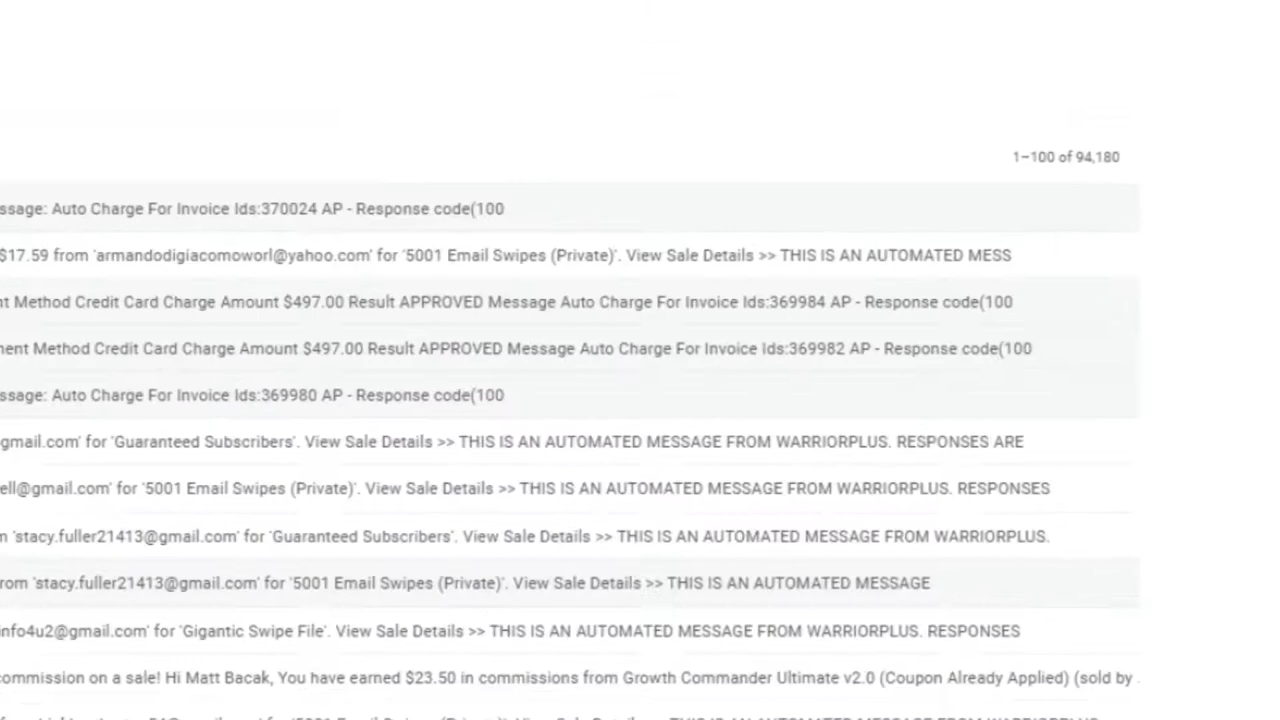 1–100 of 94,180
ssage: Auto Charge For Invoice Ids:370024 AP - Response code(100
$17.59 from 'armandodigiacomoworl@yahoo.com' for '5001 Email Swipes (Private)'. View Sale Details >> THIS IS AN AUTOMATED MESS
nt Method Credit Card Charge Amount $497.00 Result APPROVED Message Auto Charge For Invoice Ids:369984 AP - Response code(100
nent Method Credit Card Charge Amount $497.00 Result APPROVED Message Auto Charge For Invoice Ids:369982 AP - Response code(100
ssage: Auto Charge For Invoice Ids:369980 AP - Response code(100
gmail.com' for 'Guaranteed Subscribers'. View Sale Details >> THIS IS AN AUTOMATED MESSAGE FROM WARRIORPLUS. RESPONSES ARE
ell@gmail.com' for '5001 Email Swipes (Private)'. View Sale Details >> THIS IS AN AUTOMATED MESSAGE FROM WARRIORPLUS. RESPONSES
m 'stacy.fuller21413@gmail.com' for 'Guaranteed Subscribers'. View Sale Details >> THIS IS AN AUTOMATED MESSAGE FROM WARRIORPLUS.
rom 'stacy.fuller21413@gmail.com' for '5001 Email Swipes (Private)'. View Sale Details >> THIS IS AN AUTOMATED MESSAGE
info4u2@gmail.com' for 'Gigantic Swipe File'. View Sale Details >> THIS IS AN AUTOMATED MESSAGE FROM WARRIORPLUS. RESPONSES
commission on a sale! Hi Matt Bacak, You have earned $23.50 in commissions from Growth Commander Ultimate v2.0 (Coupon Already Applied) (sold by